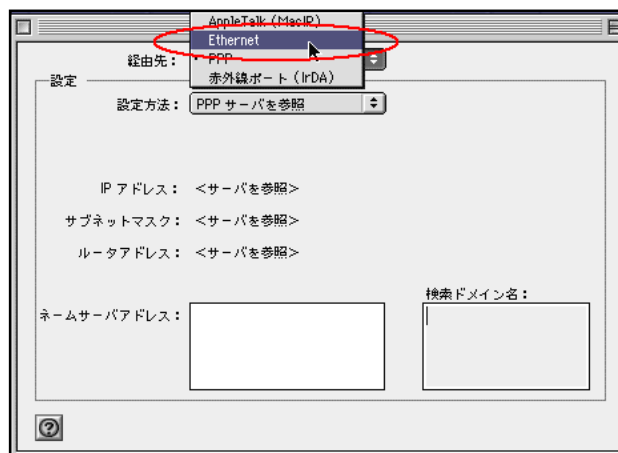 AppleTalk (MacIP)
Ethernet
経由先： • PPP
赤外線ポート (IrDA)
設定
設定方法： PPP サーバを参照
IP アドレス： <サーバを参照>
サブネットマスク： <サーバを参照>
ルータアドレス： <サーバを参照>
検索ドメイン名：
ネームサーバアドレス：
?